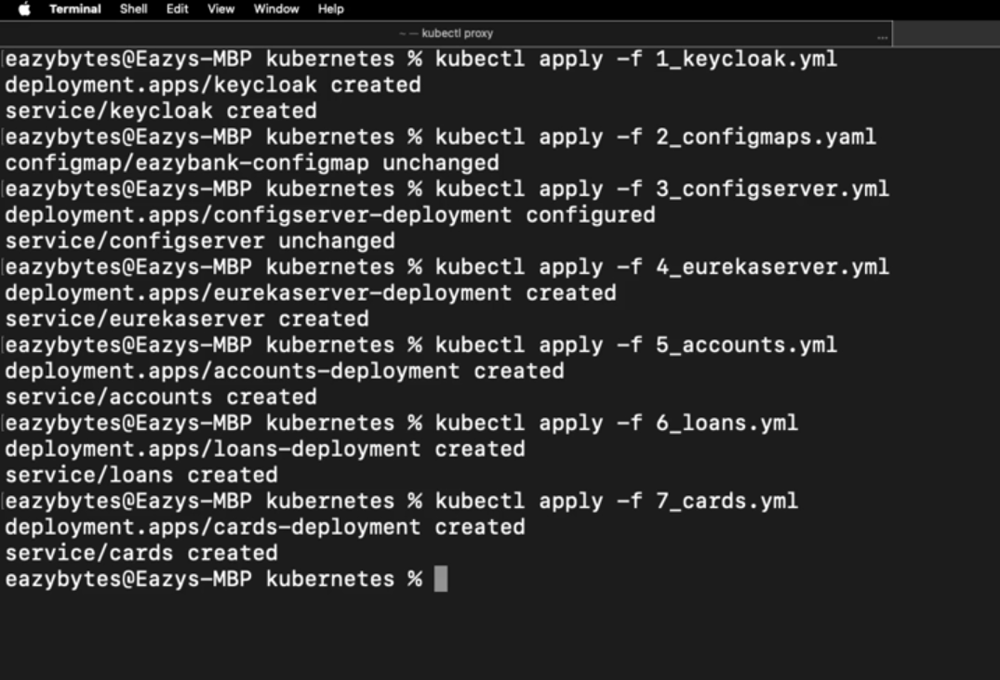 Terminal Shell Edit View Window Help
~ — kubectl proxy ...
eazybytes@Eazys-MBP kubernetes % kubectl apply -f 1_keycloak.yml
deployment.apps/keycloak created
service/keycloak created
eazybytes@Eazys-MBP kubernetes % kubectl apply -f 2_configmaps.yaml
configmap/eazybank-configmap unchanged
eazybytes@Eazys-MBP kubernetes % kubectl apply -f 3_configserver.yml
deployment.apps/configserver-deployment configured
service/configserver unchanged
eazybytes@Eazys-MBP kubernetes % kubectl apply -f 4_eurekaserver.yml
deployment.apps/eurekaserver-deployment created
service/eurekaserver created
eazybytes@Eazys-MBP kubernetes % kubectl apply -f 5_accounts.yml
deployment.apps/accounts-deployment created
service/accounts created
eazybytes@Eazys-MBP kubernetes % kubectl apply -f 6_loans.yml
deployment.apps/loans-deployment created
service/loans created
eazybytes@Eazys-MBP kubernetes % kubectl apply -f 7_cards.yml
deployment.apps/cards-deployment created
service/cards created
eazybytes@Eazys-MBP kubernetes %